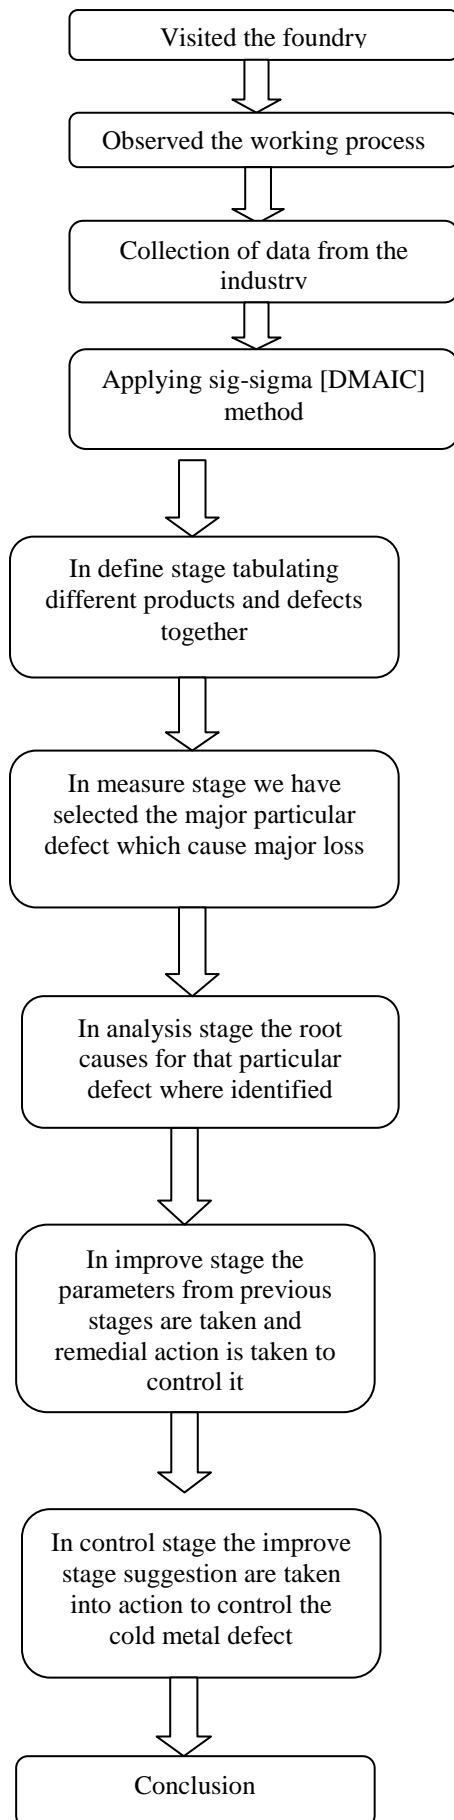 Visited the foundry
Observed the working process
Collection of data from the
industry
Applying sig-sigma [DMAIC]
method
In define stage tabulating
different products and defects
together
In measure stage we have
selected the major particular
defect which cause major loss
In analysis stage the root
causes for that particular
defect where identified
In improve stage the
parameters from previous
stages are taken and
remedial action is taken to
control it
In control stage the improve
stage suggestion are taken
into action to control the
cold metal defect
Conclusion